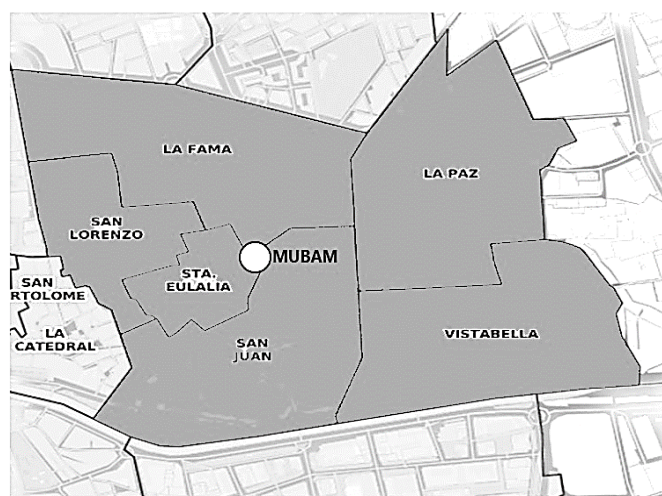 LA FAMA
LA PAZ
SAN
LORENZO
MUBAM
STA.
EULALIA
SAN
RTOLOME
LA
CATEDRAL
SAN
JUAN
VISTABELLA